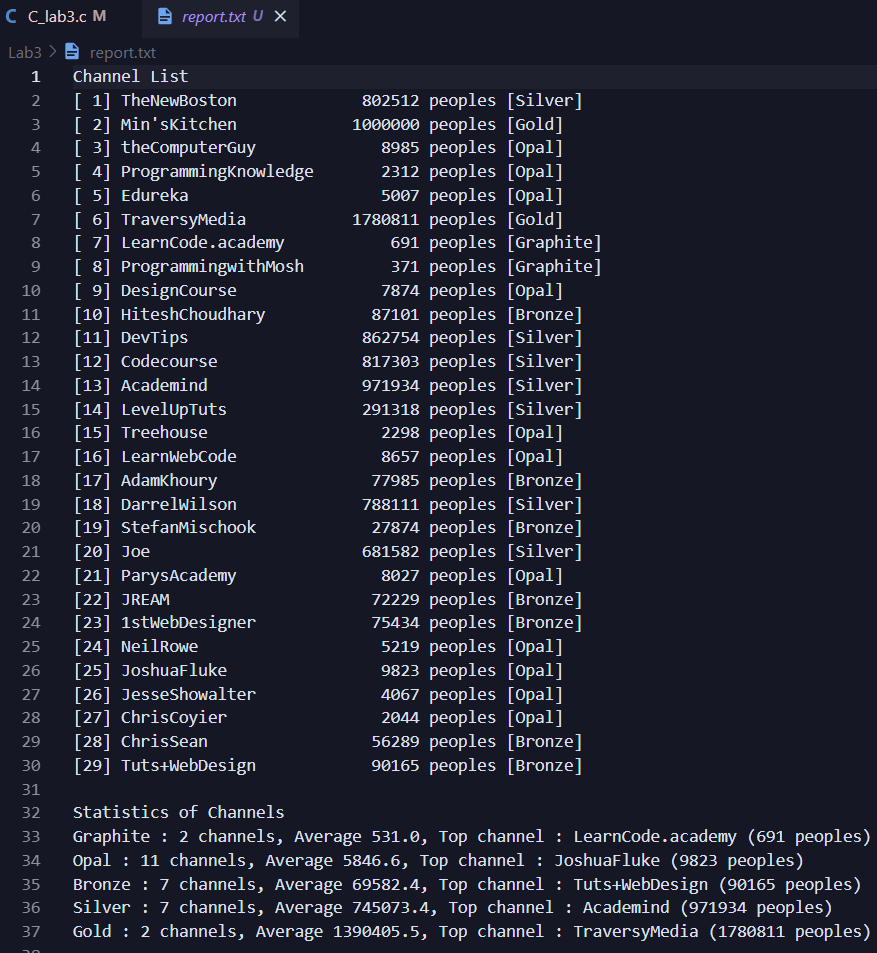 C C_lab3.c M report.txt U ×
Lab3 > report.txt
1 Channel List
2 [ 1] TheNewBoston 802512 peoples [Silver]
3 [ 2] Min'sKitchen 1000000 peoples [Gold]
4 [ 3] theComputerGuy 8985 peoples [Opal]
5 [ 4] ProgrammingKnowledge 2312 peoples [Opal]
6 [ 5] Edureka 5007 peoples [Opal]
7 [ 6] TraversyMedia 1780811 peoples [Gold]
8 [ 7] LearnCode.academy 691 peoples [Graphite]
9 [ 8] ProgrammingwithMosh 371 peoples [Graphite]
10 [ 9] DesignCourse 7874 peoples [Opal]
11 [10] HiteshChoudhary 87101 peoples [Bronze]
12 [11] DevTips 862754 peoples [Silver]
13 [12] Codecourse 817303 peoples [Silver]
14 [13] Academind 971934 peoples [Silver]
15 [14] LevelUpTuts 291318 peoples [Silver]
16 [15] Treehouse 2298 peoples [Opal]
17 [16] LearnWebCode 8657 peoples [Opal]
18 [17] AdamKhoury 77985 peoples [Bronze]
19 [18] DarrelWilson 788111 peoples [Silver]
20 [19] StefanMischook 27874 peoples [Bronze]
21 [20] Joe 681582 peoples [Silver]
22 [21] ParysAcademy 8027 peoples [Opal]
23 [22] JREAM 72229 peoples [Bronze]
24 [23] 1stWebDesigner 75434 peoples [Bronze]
25 [24] NeilRowe 5219 peoples [Opal]
26 [25] JoshuaFluke 9823 peoples [Opal]
27 [26] JesseShowalter 4067 peoples [Opal]
28 [27] ChrisCoyier 2044 peoples [Opal]
29 [28] ChrisSean 56289 peoples [Bronze]
30 [29] Tuts+WebDesign 90165 peoples [Bronze]
31
32 Statistics of Channels
33 Graphite : 2 channels, Average 531.0, Top channel : LearnCode.academy (691 peoples)
34 Opal : 11 channels, Average 5846.6, Top channel : JoshuaFluke (9823 peoples)
35 Bronze : 7 channels, Average 69582.4, Top channel : Tuts+WebDesign (90165 peoples)
36 Silver : 7 channels, Average 745073.4, Top channel : Academind (971934 peoples)
37 Gold : 2 channels, Average 1390405.5, Top channel : TraversyMedia (1780811 peoples)